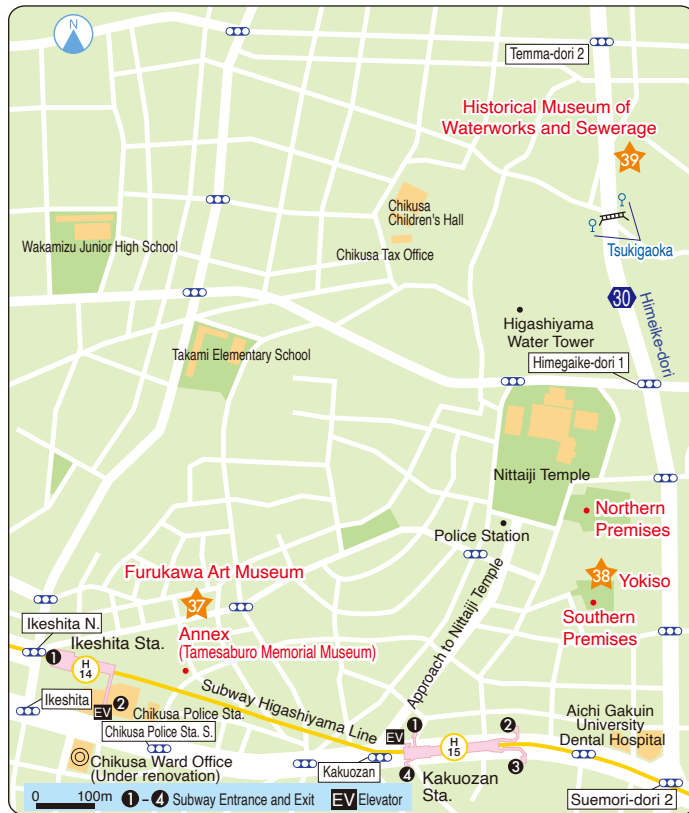 N
Temma-dori 2
Historical Museum of
Waterworks and Sewerage
39
Chikusa
Children's Hall
Wakamizu Junior High School
Chikusa Tax Office
Tsukigaoka
30
Himeike-dori
Higashiyama
Water Tower
Takami Elementary School
Himegaike-dori 1
Nittaiji Temple
Northern
Premises
Police Station
Furukawa Art Museum
38
Yokiso
37
Ikeshita N.
Annex
(Tamesaburo Memorial Museum)
Southern
Premises
Ikeshita Sta.
1
H
14
Approach to Nittaiji Temple
Subway Higashiyama Line
Ikeshita
2
EV
Chikusa Police Sta.
Chikusa Police Sta. S.
1
2
EV
H
15
Aichi Gakuin
University
Dental Hospital
Chikusa Ward Office
(Under renovation)
Kakuozan
4
Kakuozan
Sta.
3
0 100m
1 – 4 Subway Entrance and Exit EV Elevator
Suemori-dori 2